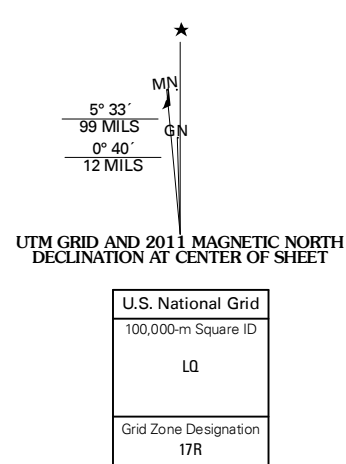 ★
MN
5° 33´
99 MILS
GN
0° 40´
12 MILS
UTM GRID AND 2011 MAGNETIC NORTH
DECLINATION AT CENTER OF SHEET
U.S. National Grid
100,000-m Square ID
LQ
Grid Zone Designation
17R